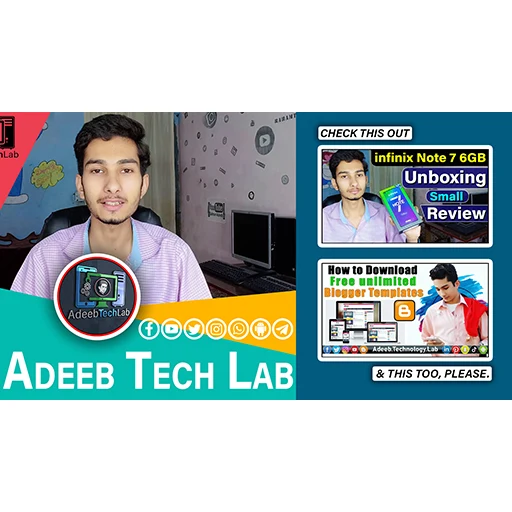 hLab
AdeebTechLab
ADEEB TECH LAB
CHECK THIS OUT
infinix Note 7 6GB
Unboxing
Small
Review
How to Download
Free unlimited
Blogger Templates
Adeeb.Technology.Lab
& THIS TOO, PLEASE.